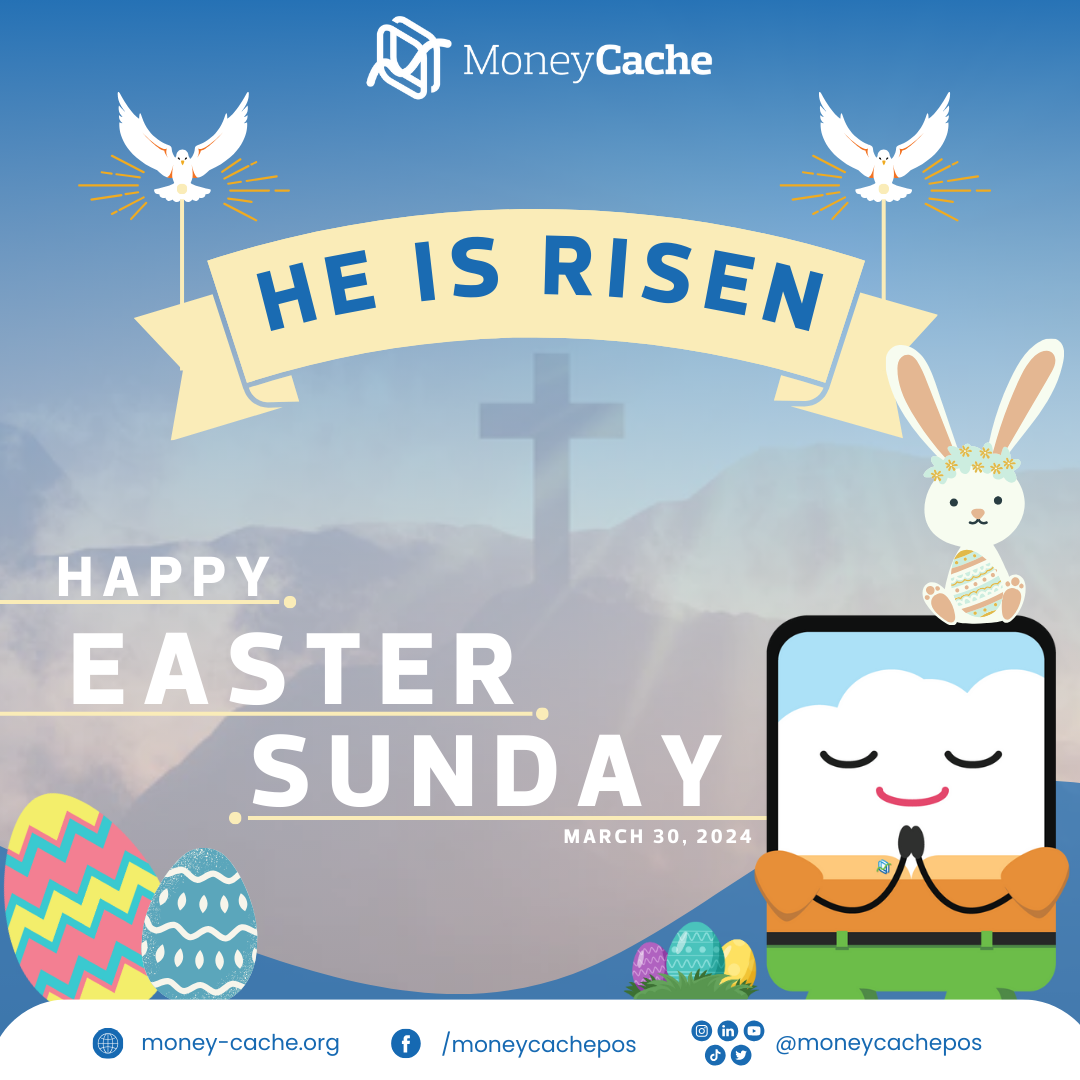 MoneyCache
HE IS RISEN
HAPPY
EASTER
SUNDAY
MARCH 30, 2024
money-cache.org
/moneycachepos
@moneycachepos